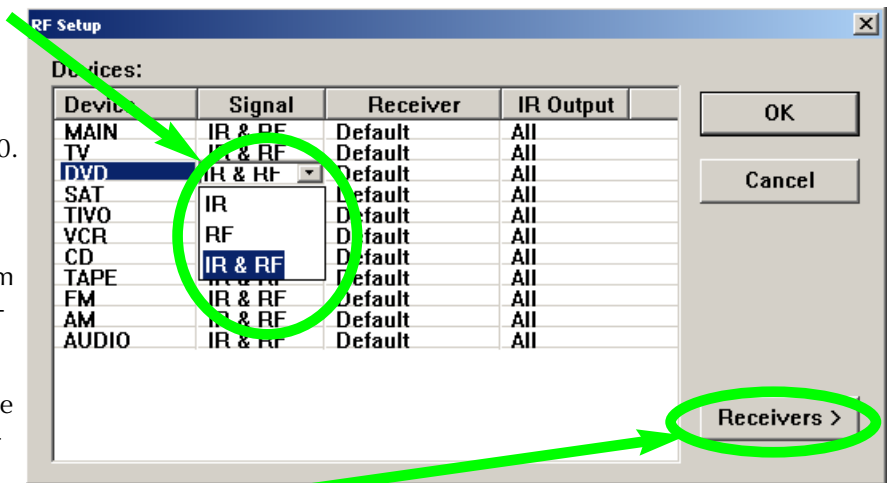 RF Setup
Devices:
Device Signal Receiver IR Output
MAIN IR & RF Default All
TV IR & RF Default All
DVD IR & RF Default All
SAT Default All
TIVO Default All
VCR Default All
CD Default All
TAPE Default All
FM IR & RF Default All
AM IR & RF Default All
AUDIO IR & RF Default All
IR
RF
IR & RF
OK
Cancel
Receivers >
0.
m
-
e